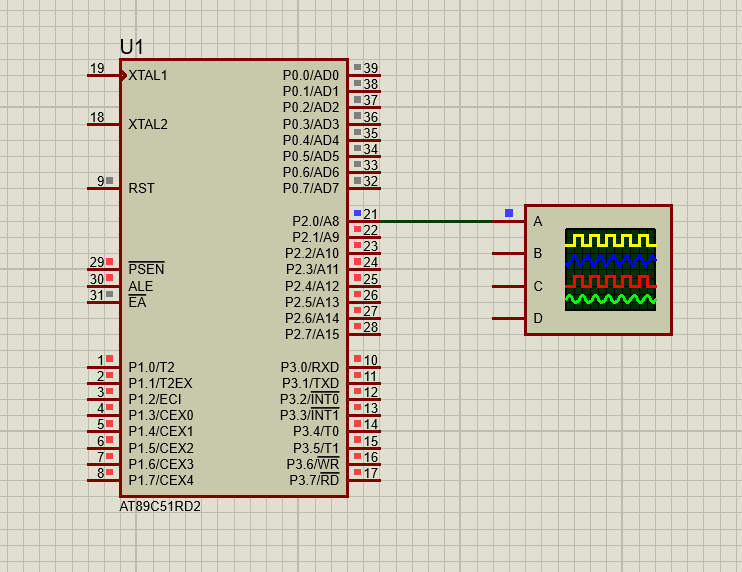 U1
19 XTAL1 P0.0/AD0 39
P0.1/AD1 38
P0.2/AD2 37
18 XTAL2 P0.3/AD3 36
P0.4/AD4 35
P0.5/AD5 34
P0.6/AD6 33
9 RST P0.7/AD7 32
P2.0/A8 21 A
P2.1/A9 22
P2.2/A10 23 B
29 PSEN P2.3/A11 24
30 ALE P2.4/A12 25 C
31 EA P2.5/A13 26
P2.6/A14 27 D
P2.7/A15 28
1 P1.0/T2 P3.0/RXD 10
2 P1.1/T2EX P3.1/TXD 11
3 P1.2/ECI P3.2/INT0 12
4 P1.3/CEX0 P3.3/INT1 13
5 P1.4/CEX1 P3.4/T0 14
6 P1.5/CEX2 P3.5/T1 15
7 P1.6/CEX3 P3.6/WR 16
8 P1.7/CEX4 P3.7/RD 17
AT89C51RD2